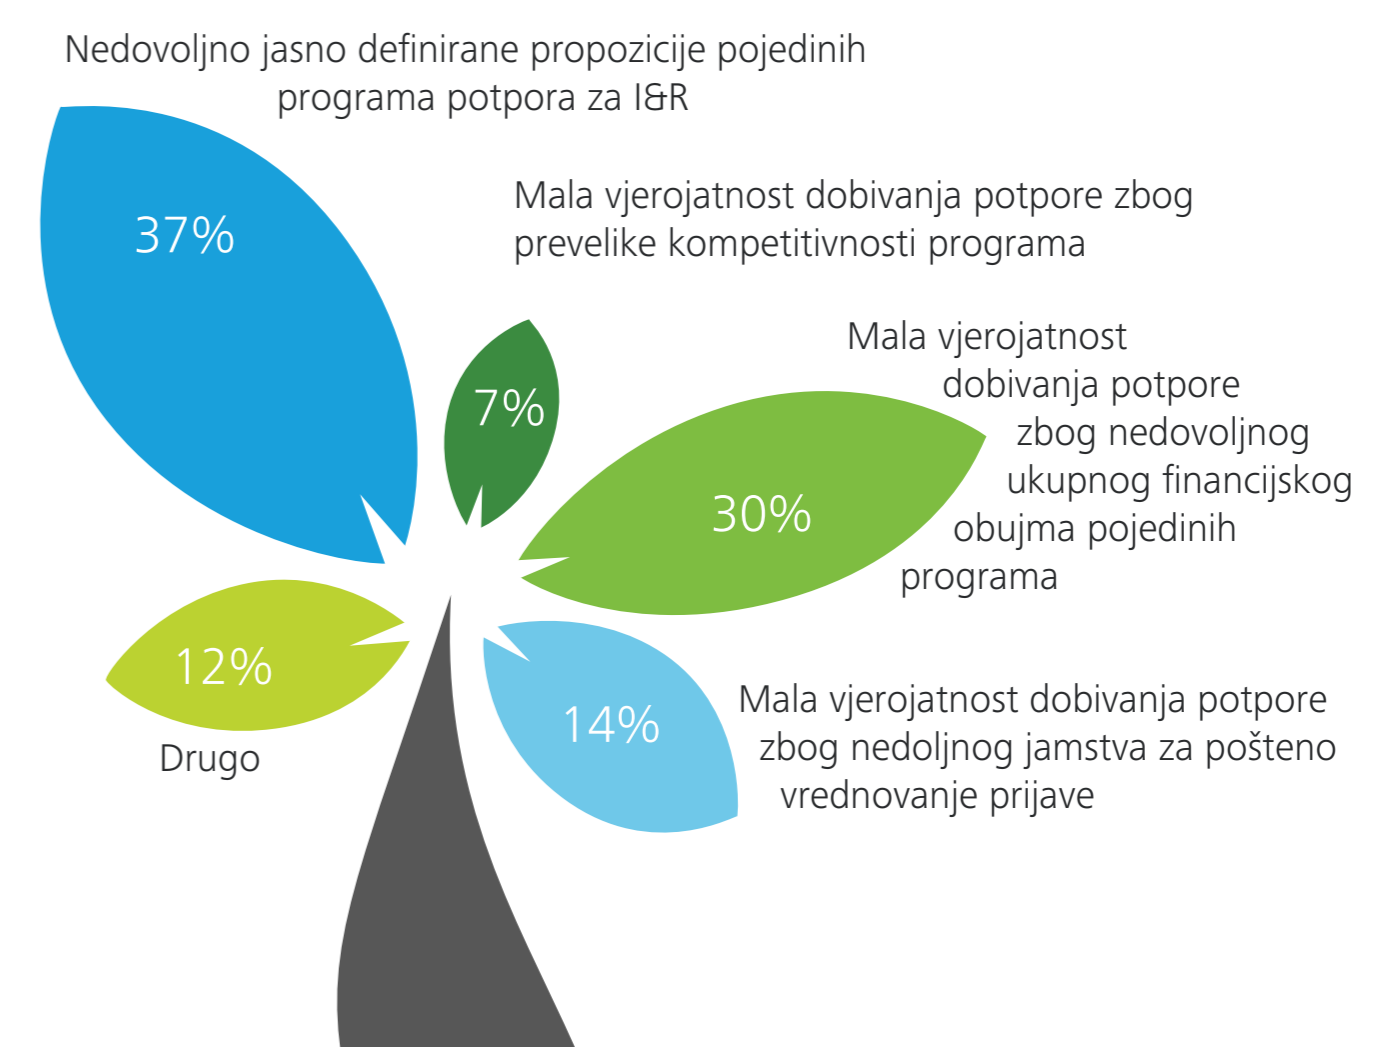 Nedovoljno jasno definirane propozicije pojedinih
programa potpora za I&R
37%
Mala vjerojatnost dobivanja potpore zbog
prevelike kompetitivnosti programa
7%
Mala vjerojatnost
dobivanja potpore
zbog nedovoljnog
ukupnog financijskog
obujma pojedinih
programa
30%
12%
Drugo
14%
Mala vjerojatnost dobivanja potpore
zbog nedoljnog jamstva za pošteno
vrednovanje prijave